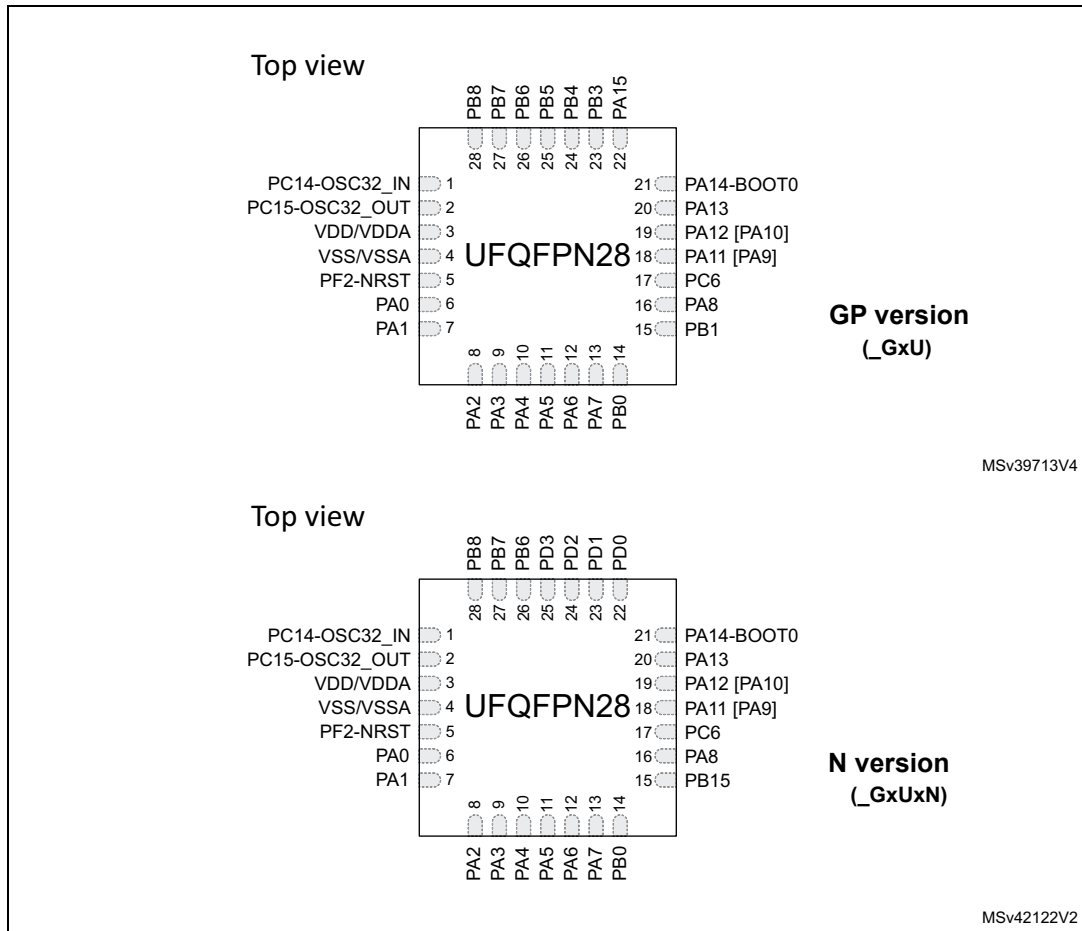 Top view
PB8
PB7
PB6
PB5
PB4
PB3
PA15
28
27
26
25
24
23
22
PC14-OSC32_IN 1
PC15-OSC32_OUT 2
VDD/VDDA 3
VSS/VSSA 4
PF2-NRST 5
PA0 6
PA1 7
UFQFPN28
21 PA14-BOOT0
20 PA13
19 PA12 [PA10]
18 PA11 [PA9]
17 PC6
16 PA8
15 PB1
8
9
10
11
12
13
14
PA2
PA3
PA4
PA5
PA6
PA7
PB0
GP version
(_GxU)
MSv39713V4
Top view
PB8
PB7
PB6
PD3
PD2
PD1
PD0
28
27
26
25
24
23
22
PC14-OSC32_IN 1
PC15-OSC32_OUT 2
VDD/VDDA 3
VSS/VSSA 4
PF2-NRST 5
PA0 6
PA1 7
UFQFPN28
21 PA14-BOOT0
20 PA13
19 PA12 [PA10]
18 PA11 [PA9]
17 PC6
16 PA8
15 PB15
8
9
10
11
12
13
14
PA2
PA3
PA4
PA5
PA6
PA7
PB0
N version
(_GxUxN)
MSv42122V2